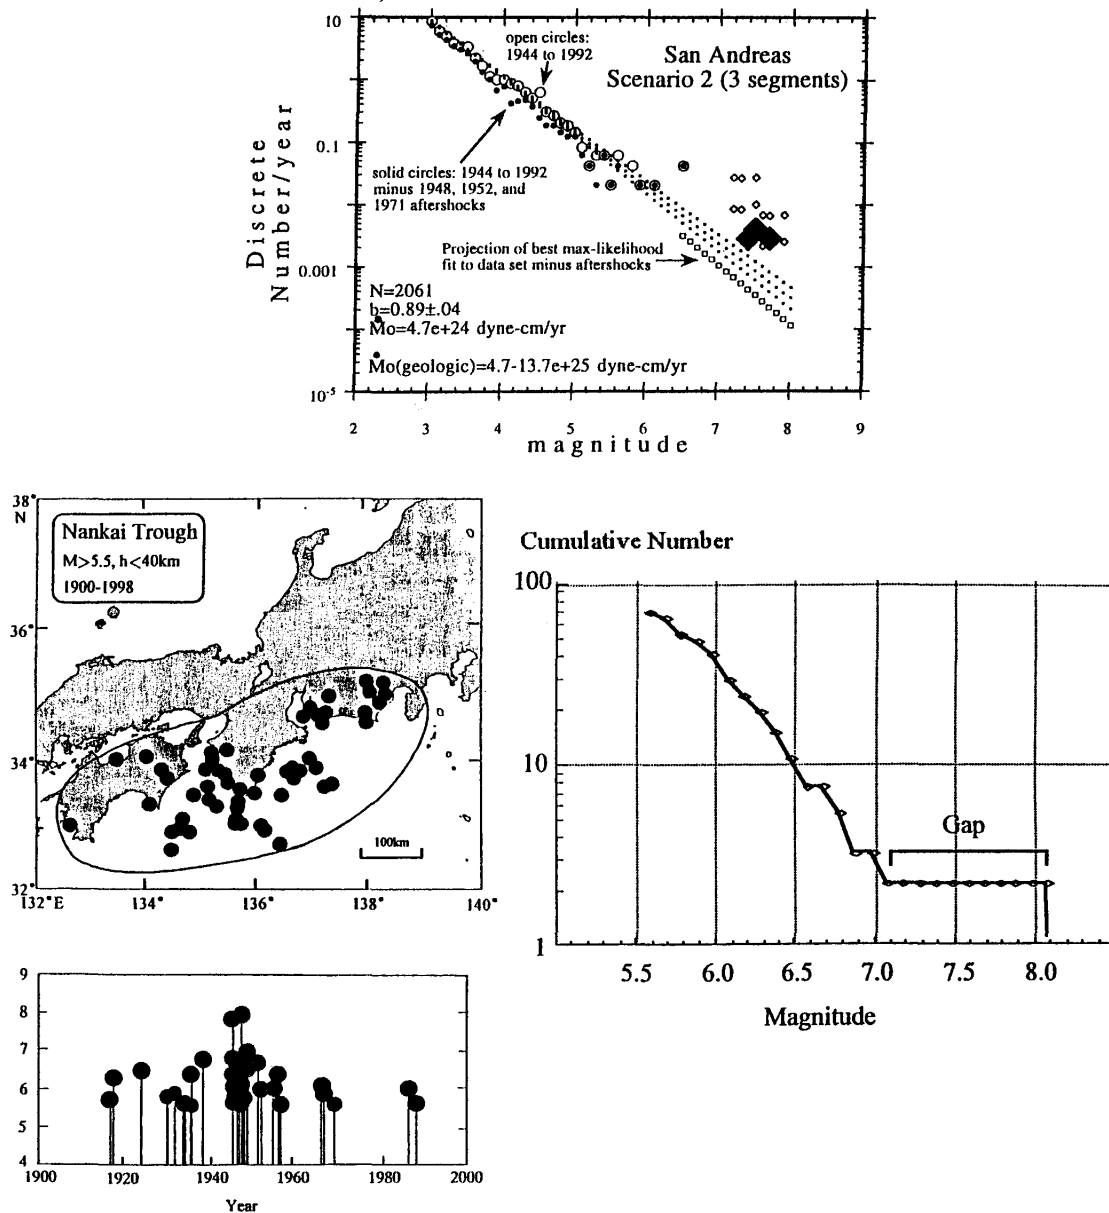 10
open circles:
1944 to 1992
San Andreas
Scenario 2 (3 segments)
0.1
Discrete
Number/year
solid circles: 1944 to 1992
minus 1948, 1952, and
1971 aftershocks
Projection of best max-likelihood
fit to data set minus aftershocks
0.001
N=2061
b=0.89±.04
Mo=4.7e+24 dyne-cm/yr
Mo(geologic)=4.7-13.7e+25 dyne-cm/yr
10-5
2 3 4 5 6 7 8 9
magnitude
38°
N
Nankai Trough
M>5.5, h<40km
1900-1998
36°
34°
100km
32°
132°E 134° 136° 138° 140°
Cumulative Number
100
10
Gap
1
5.5 6.0 6.5 7.0 7.5 8.0
Magnitude
9
8
7
6
5
4
1900 1920 1940 1960 1980 2000
Year